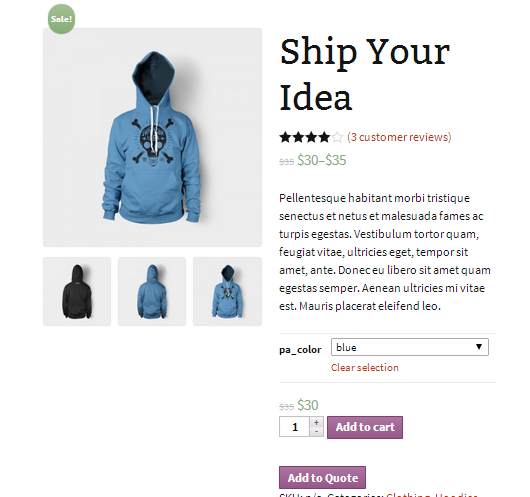 Sale!
Ship Your
Idea
(3 customer reviews)
$35 $30–$35
Pellentesque habitant morbi tristique
senectus et netus et malesuada fames ac
turpis egestas. Vestibulum tortor quam,
feugiat vitae, ultricies eget, tempor sit
amet, ante. Donec eu libero sit amet quam
egestas semper. Aenean ultricies mi vitae
est. Mauris placerat eleifend leo.
pa_color blue
Clear selection
$35 $30
1 + - Add to cart
Add to Quote
SKU: n/a. Categories: Clothing, Hoodies